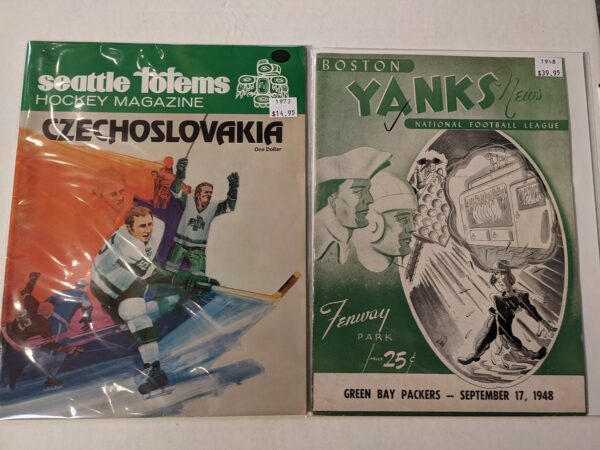 seattle totems
HOCKEY MAGAZINE
1973
$14.95
CZECHOSLOVAKIA
One Dollar
BOSTON
YANKS News
NATIONAL FOOTBALL LEAGUE
1948
$39.95
Fenway
PARK
25¢
GREEN BAY PACKERS — SEPTEMBER 17, 1948